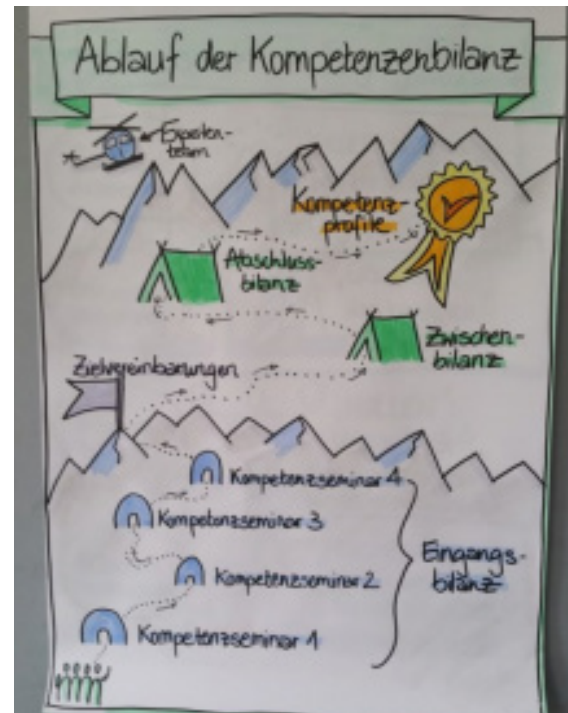 Ablauf der Kompetenzenbilanz
Experten-
team
Kompetenz
profile
Abschluss-
bilanz
Zwischen-
bilanz
Zielvereinbarungen
Kompetenzseminar 4
Kompetenzseminar 3
Kompetenzseminar 2
Kompetenzseminar 1
Eingangs-
bilanz